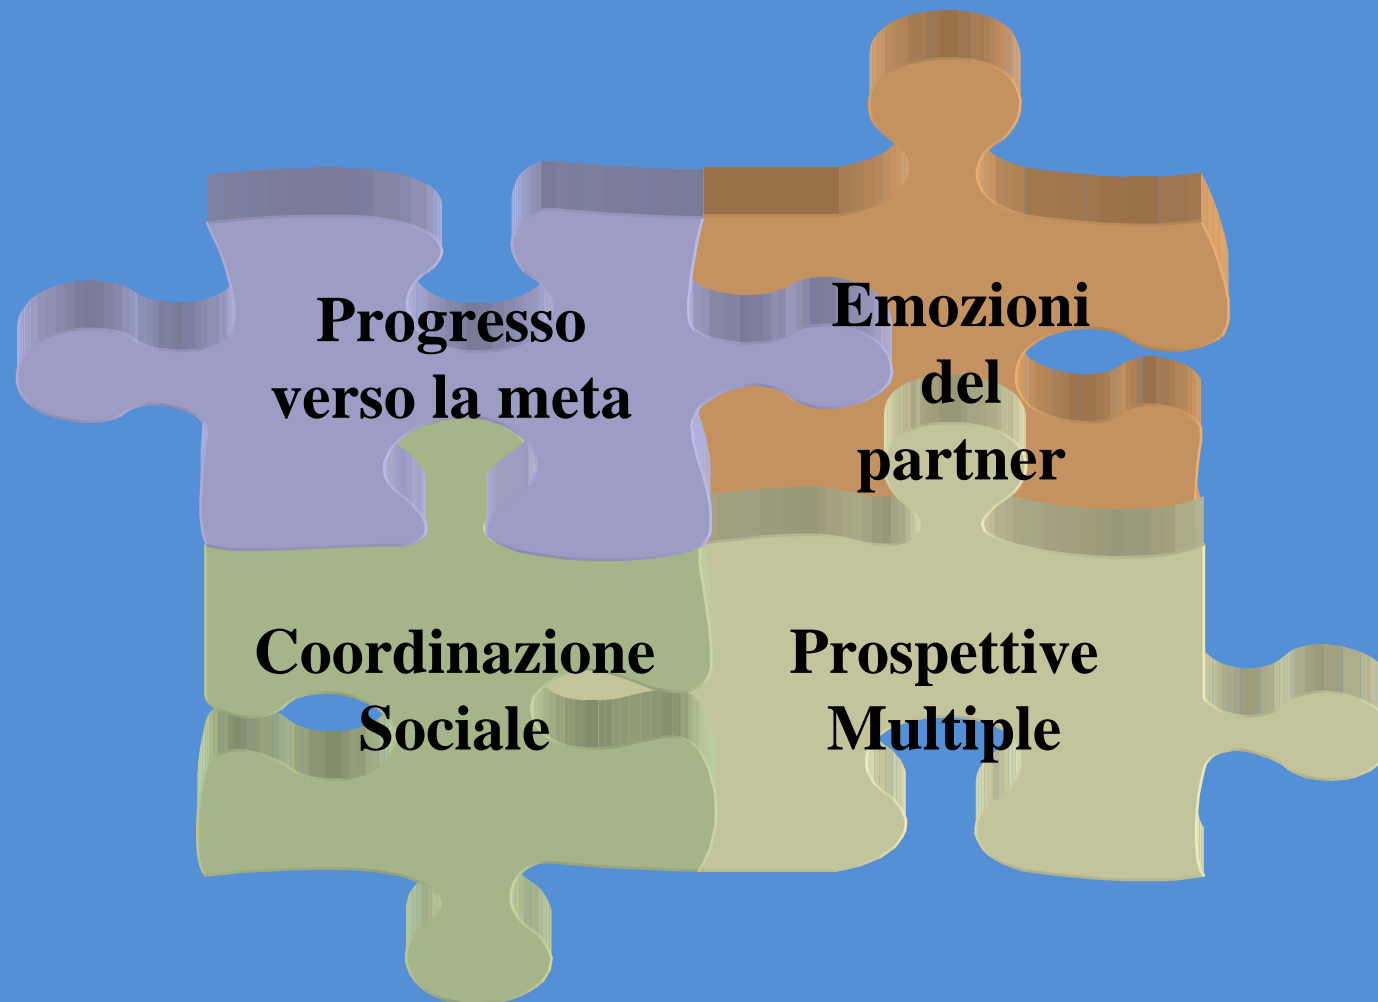 Progresso
verso la meta
Emozioni
del
partner
Coordinazione
Sociale
Prospettive
Multiple